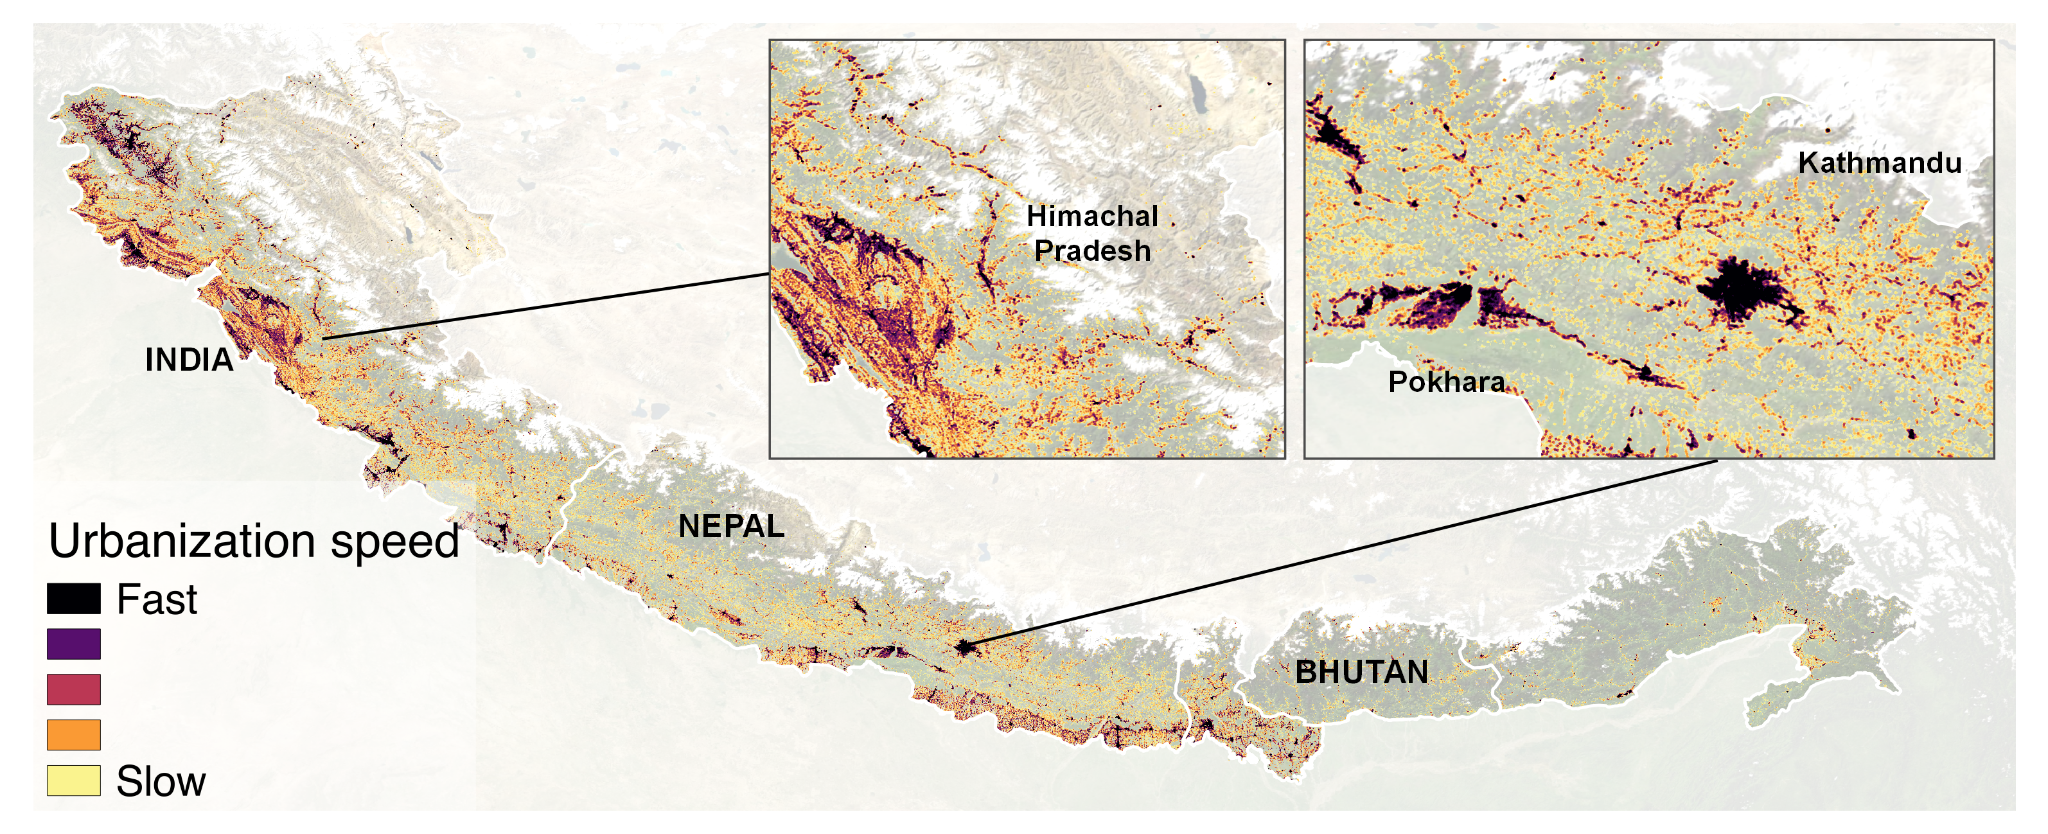 Himachal
Pradesh
Kathmandu
Pokhara
INDIA
NEPAL
BHUTAN
Urbanization speed
Fast
Slow